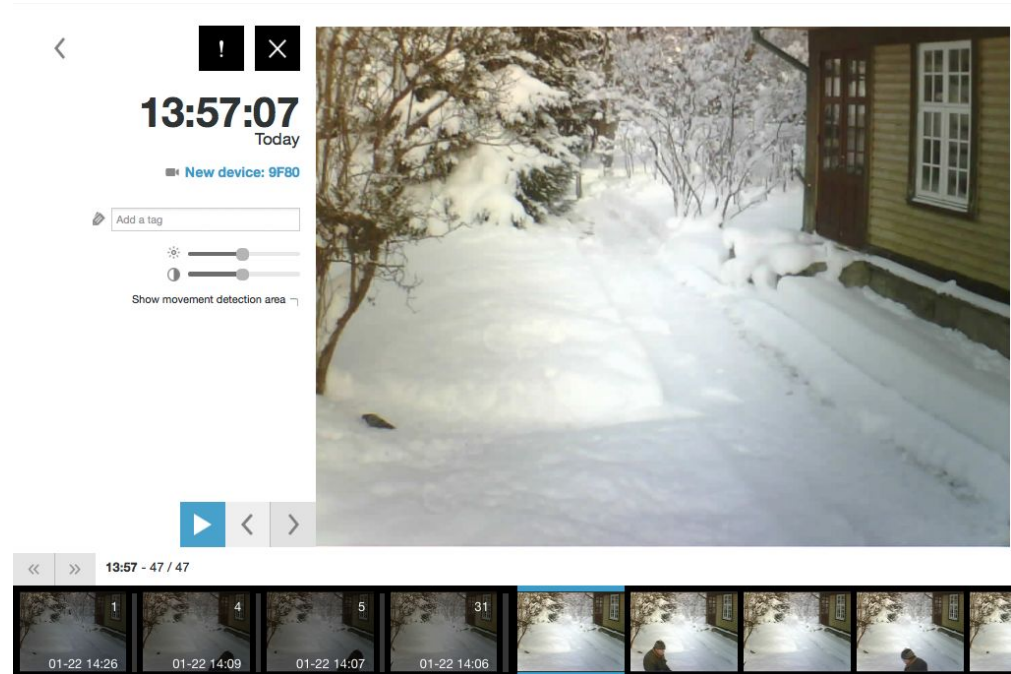 !
13:57:07
Today
New device: 9F80
Add a tag
Show movement detection area
13:57 - 47 / 47
1
01-22 14:26
4
01-22 14:09
5
01-22 14:07
31
01-22 14:06